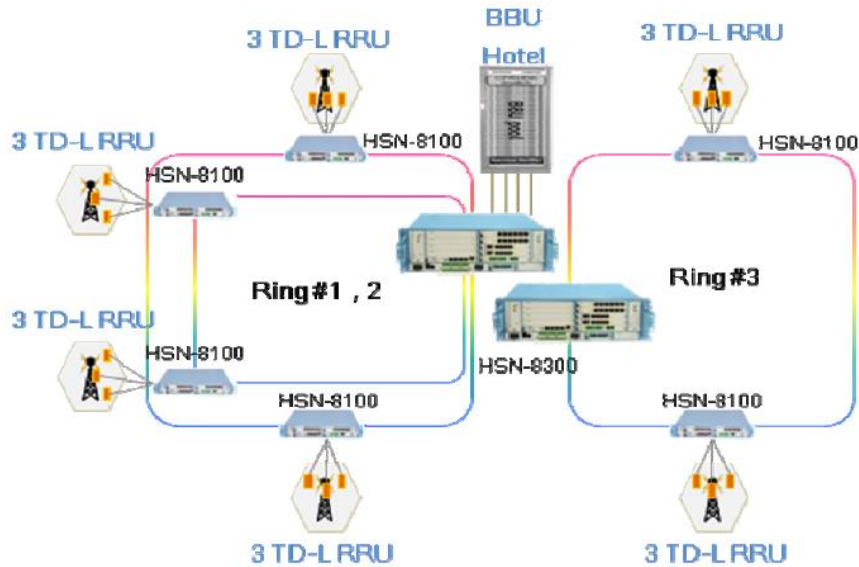 BBU
Hotel
3 TD-L RRU
3 TD-L RRU
HSN-8100
HSN-8100
3 TD-L RRU
HSN-8100
BBU pool
Ring#1 , 2
Ring#3
3 TD-L RRU
HSN-8100
HSN-8300
HSN-8100
HSN-8100
3 TD-L RRU
3 TD-L RRU